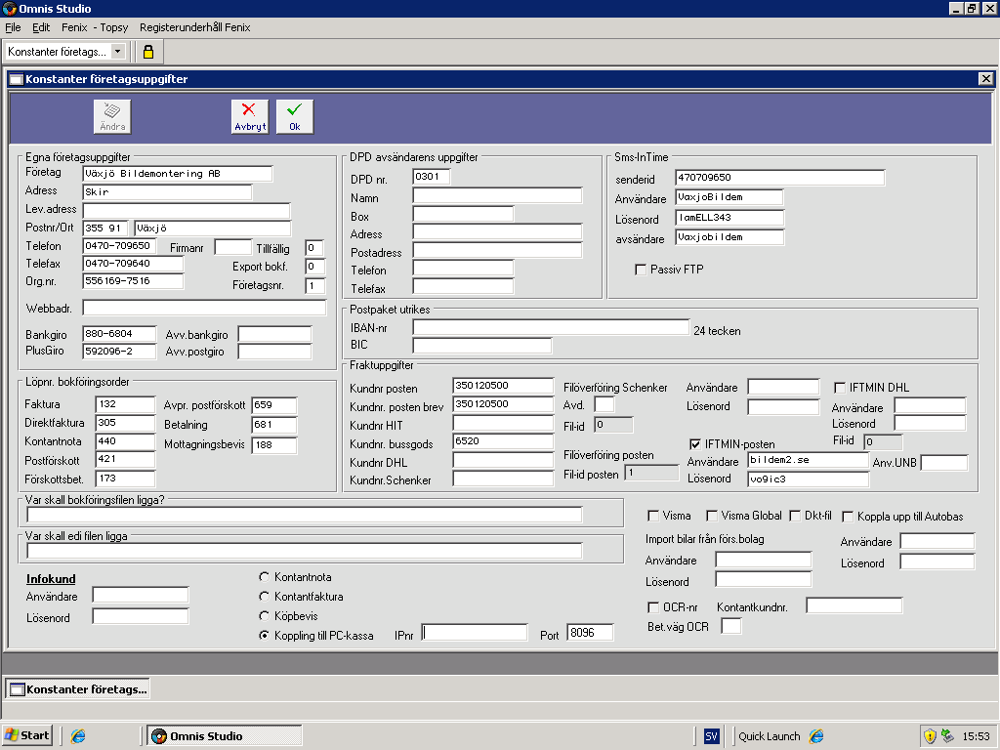 Omnis Studio
File Edit Fenix - Topsy Registerunderhåll Fenix
Konstanter företags...
Konstanter företagsuppgifter
Ändra Avbryt Ok
Egna företagsuppgifter
Företag Växjö Bildemontering AB
Adress Skir
Lev.adress
Postnr/Ort 355 91 Växjö
Telefon 0470-709650 Firmanr Tillfällig 0
Telefax 0470-709640 Export bokf. 0
Org.nr. 556169-7516 Företagsnr. 1
Webbadr.
Bankgiro 880-6804 Avv.bankgiro
PlusGiro 592096-2 Avv.postgiro
DPD avsändarens uppgifter
DPD nr. 0301
Namn
Box
Adress
Postadress
Telefon
Telefax
Sms-InTime
senderid 470709650
Användare VaxjoBildem
Lösenord IamELL343
avsändare Vaxjobildem
Passiv FTP
Postpaket utrikes
IBAN-nr 24 tecken
BIC
Löpnr. bokföringsorder
Faktura 132 Avpr. postförskott 659
Direktfaktura 305 Betalning 681
Kontantnota 440 Mottagningsbevis 188
Postförskott 421
Förskottsbet. 173
Fraktuppgifter
Kundnr posten 350120500
Kundnr. posten brev 350120500
Kundnr HIT
Kundnr. bussgods 6520
Kundnr DHL
Kundnr.Schenker
Filöverföring Schenker
Avd.
Fil-id 0
Filöverföring posten
Fil-id posten 1
Användare
Lösenord
IFTMIN-posten
Användare bildem2.se Anv.UNB
Lösenord vo9ic3
IFTMIN DHL
Användare
Lösenord
Fil-id 0
Var skall bokföringsfilen ligga?
Var skall edi filen ligga
Visma Visma Global Dkt-fil Koppla upp till Autobas
Import bilar från förs.bolag
Användare
Lösenord
Användare
Lösenord
OCR-nr Kontantkundnr.
Bet.väg OCR
Infokund
Användare
Lösenord
Kontantnota
Kontantfaktura
Köpbevis
Koppling till PC-kassa IPnr Port 8096
Konstanter företags...
Start Omnis Studio SV Quick Launch 15:53